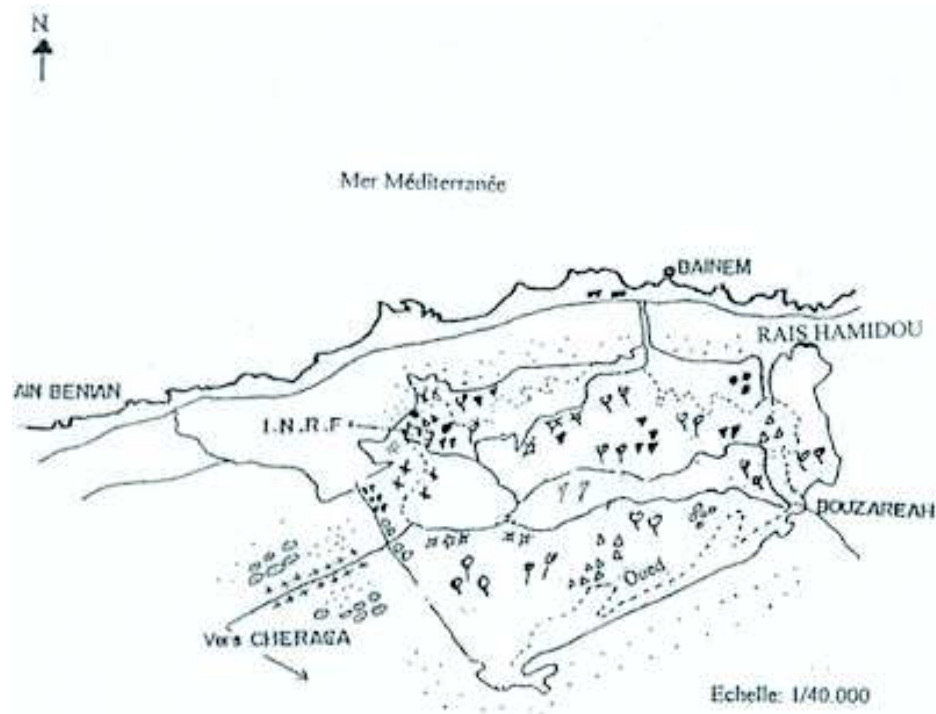 N
Mer Méditerranée
BAINEM
RAIS HAMIDOU
AIN BENIAN
I.N.R.F
BOUZAREAH
Oued
Vers CHERAGA
Echelle: 1/40.000